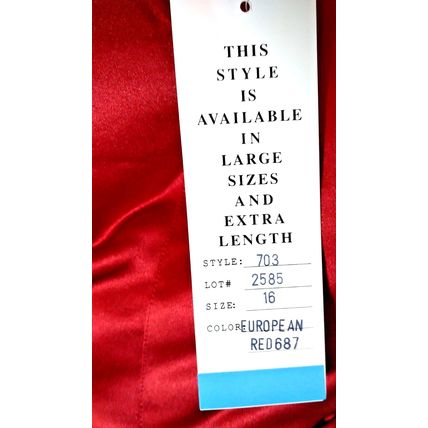 THIS
STYLE
IS
AVAILABLE
IN
LARGE
SIZES
AND
EXTRA
LENGTH
STYLE: 703
LOT# 2585
SIZE: 16
COLOR EUROPEAN
RED687